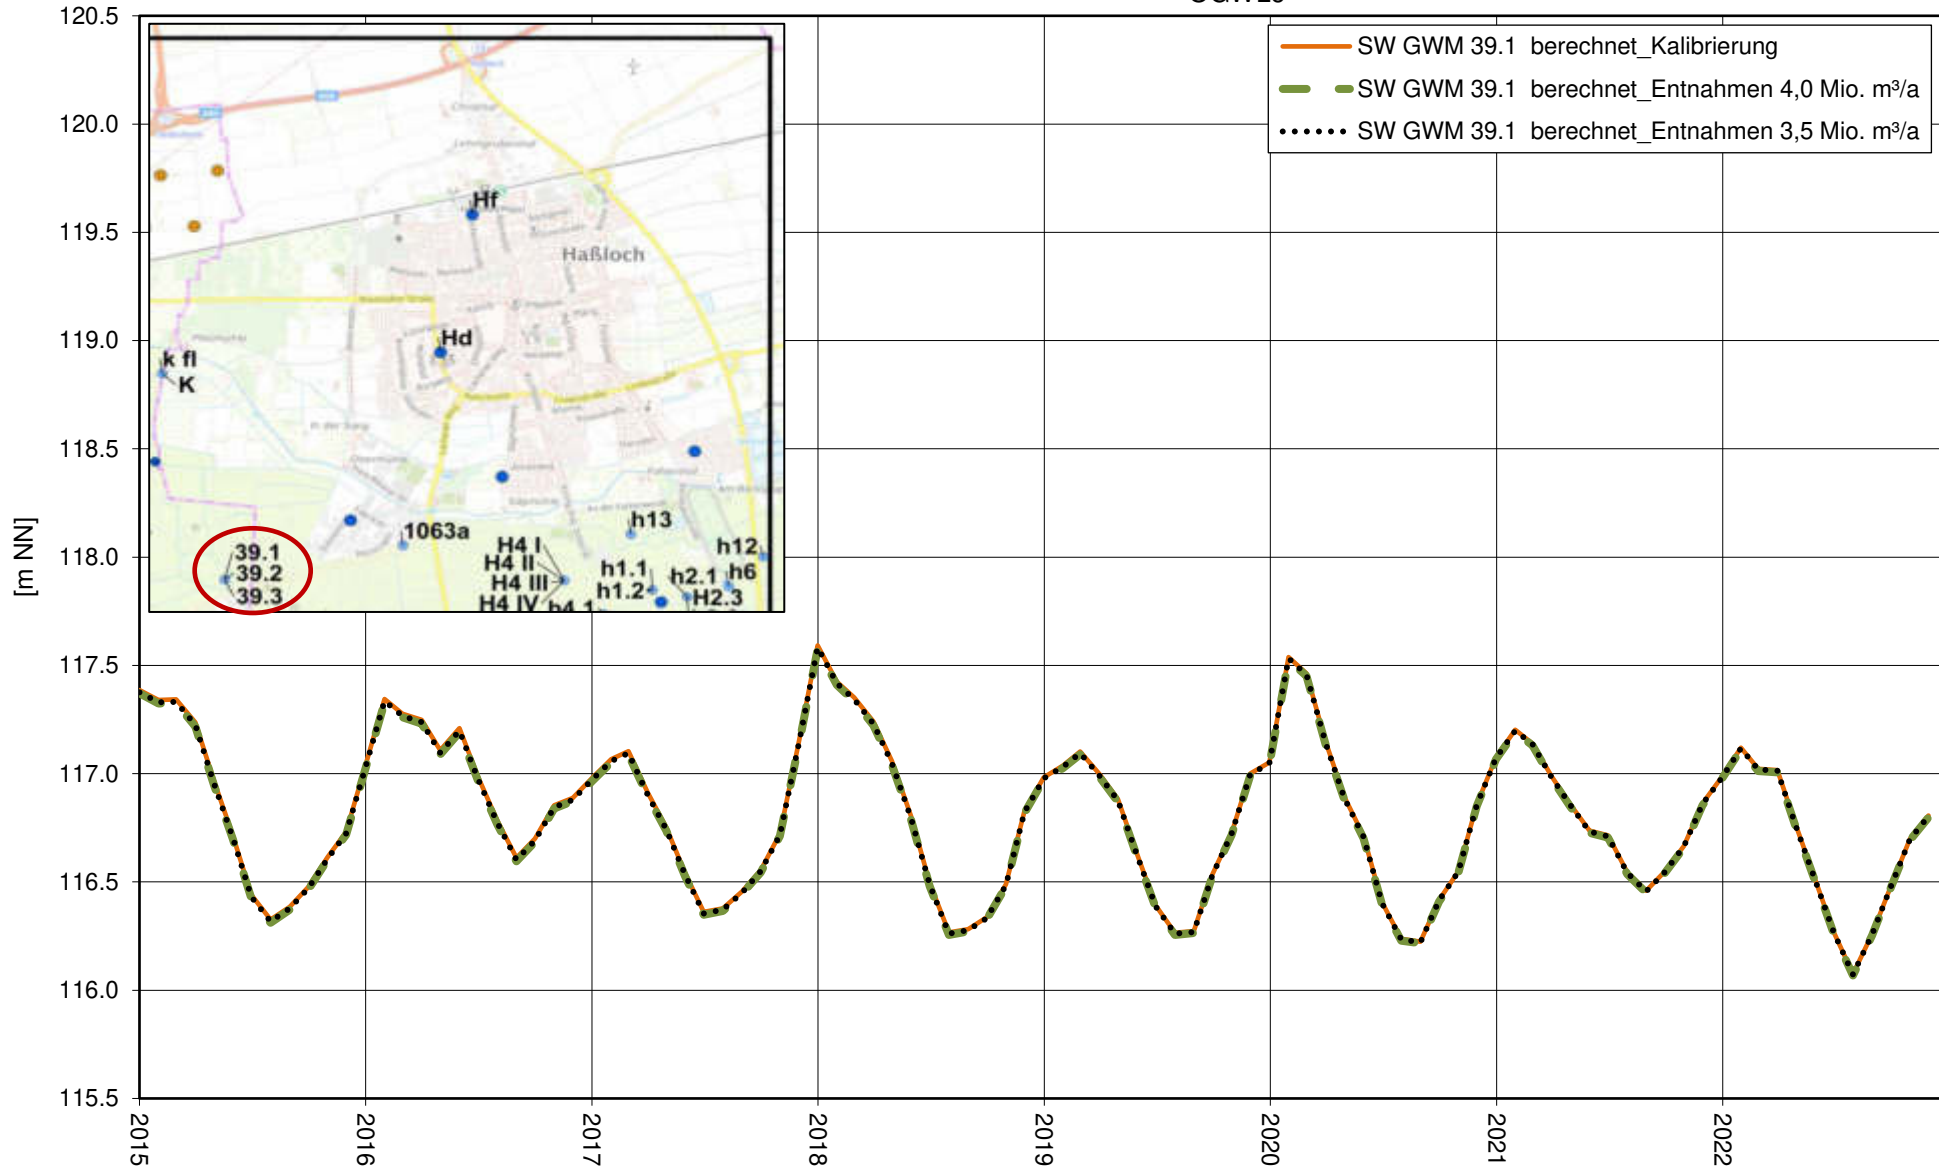 SW GWM 39.1 berechnet_Kalibrierung
SW GWM 39.1 berechnet_Entnahmen 4,0 Mio. m³/a
SW GWM 39.1 berechnet_Entnahmen 3,5 Mio. m³/a
120.5
120.0
119.5
119.0
118.5
118.0
117.5
117.0
116.5
116.0
115.5
[m NN]
Hf
Haßloch
Hd
k fl
K
1063a
h13
h12
39.1
39.2
39.3
H4 I
H4 II
H4 III
H4 IV
h4.1
h1.1
h1.2
h2.1
H2.3
h6
2015
2016
2017
2018
2019
2020
2021
2022